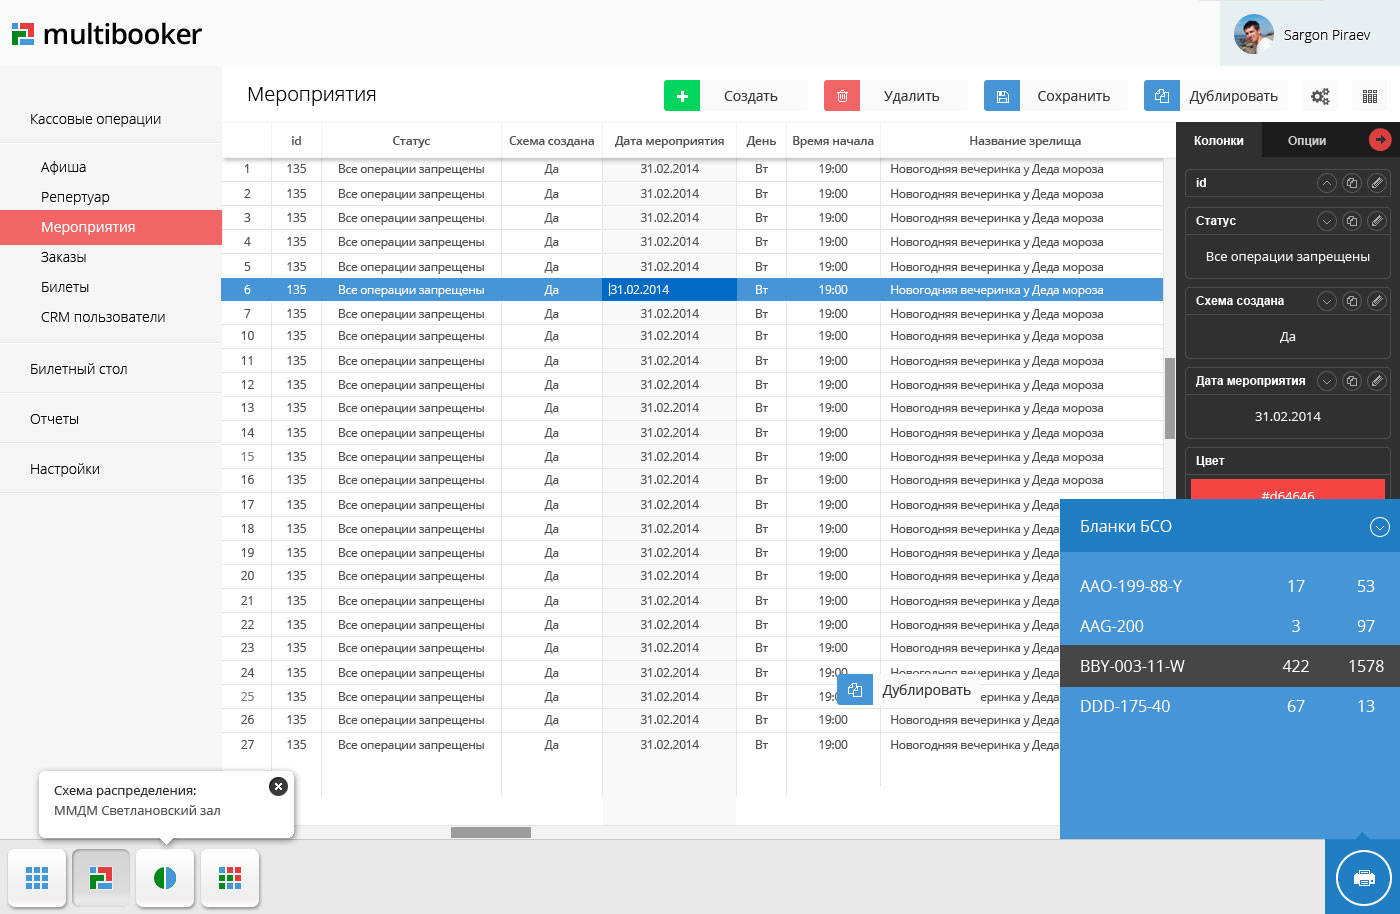 multibooker
Sargon Piraev
Мероприятия
Создать
Удалить
Сохранить
Дублировать
Кассовые операции
Афиша
Репертуар
Мероприятия
Заказы
Билеты
CRM пользователи
Билетный стол
Отчеты
Настройки
id Статус Схема создана Дата мероприятия День Время начала Название зрелища
1 135 Все операции запрещены Да 31.02.2014 Вт 19:00 Новогодняя вечеринка у Деда мороза
2 135 Все операции запрещены Да 31.02.2014 Вт 19:00 Новогодняя вечеринка у Деда мороза
3 135 Все операции запрещены Да 31.02.2014 Вт 19:00 Новогодняя вечеринка у Деда мороза
4 135 Все операции запрещены Да 31.02.2014 Вт 19:00 Новогодняя вечеринка у Деда мороза
5 135 Все операции запрещены Да 31.02.2014 Вт 19:00 Новогодняя вечеринка у Деда мороза
6 135 Все операции запрещены Да 31.02.2014 Вт 19:00 Новогодняя вечеринка у Деда мороза
7 135 Все операции запрещены Да 31.02.2014 Вт 19:00 Новогодняя вечеринка у Деда мороза
10 135 Все операции запрещены Да 31.02.2014 Вт 19:00 Новогодняя вечеринка у Деда мороза
11 135 Все операции запрещены Да 31.02.2014 Вт 19:00 Новогодняя вечеринка у Деда мороза
12 135 Все операции запрещены Да 31.02.2014 Вт 19:00 Новогодняя вечеринка у Деда мороза
13 135 Все операции запрещены Да 31.02.2014 Вт 19:00 Новогодняя вечеринка у Деда мороза
14 135 Все операции запрещены Да 31.02.2014 Вт 19:00 Новогодняя вечеринка у Деда мороза
15 135 Все операции запрещены Да 31.02.2014 Вт 19:00 Новогодняя вечеринка у Деда мороза
16 135 Все операции запрещены Да 31.02.2014 Вт 19:00 Новогодняя вечеринка у Деда мороза
17 135 Все операции запрещены Да 31.02.2014 Вт 19:00 Новогодняя вечеринка у Деда
18 135 Все операции запрещены Да 31.02.2014 Вт 19:00 Новогодняя вечеринка у Деда
19 135 Все операции запрещены Да 31.02.2014 Вт 19:00 Новогодняя вечеринка у Деда
20 135 Все операции запрещены Да 31.02.2014 Вт 19:00 Новогодняя вечеринка у Деда
21 135 Все операции запрещены Да 31.02.2014 Вт 19:00 Новогодняя вечеринка у Деда
22 135 Все операции запрещены Да 31.02.2014 Вт 19:00 Новогодняя вечеринка у Деда
23 135 Все операции запрещены Да 31.02.2014 Вт 19:00 Новогодняя вечеринка у Деда
24 135 Все операции запрещены Да 31.02.2014 Вт 19:00 Новогодняя вечеринка у Деда
25 135 Все операции запрещены Да 31.02.2014 Вт вечеринка у Деда
26 135 Все операции запрещены Да 31.02.2014 Вт 19:00 Новогодняя вечеринка у Деда
27 135 Все операции запрещены Да 31.02.2014 Вт 19:00 Новогодняя вечеринка у Деда
Дублировать
Колонки
Опции
id
Статус
Все операции запрещены
Схема создана
Да
Дата мероприятия
31.02.2014
Цвет
#d64646
Бланки БСО
AAO-199-88-Y 17 53
AAG-200 3 97
BBY-003-11-W 422 1578
DDD-175-40 67 13
Схема распределения:
ММДМ Светлановский зал